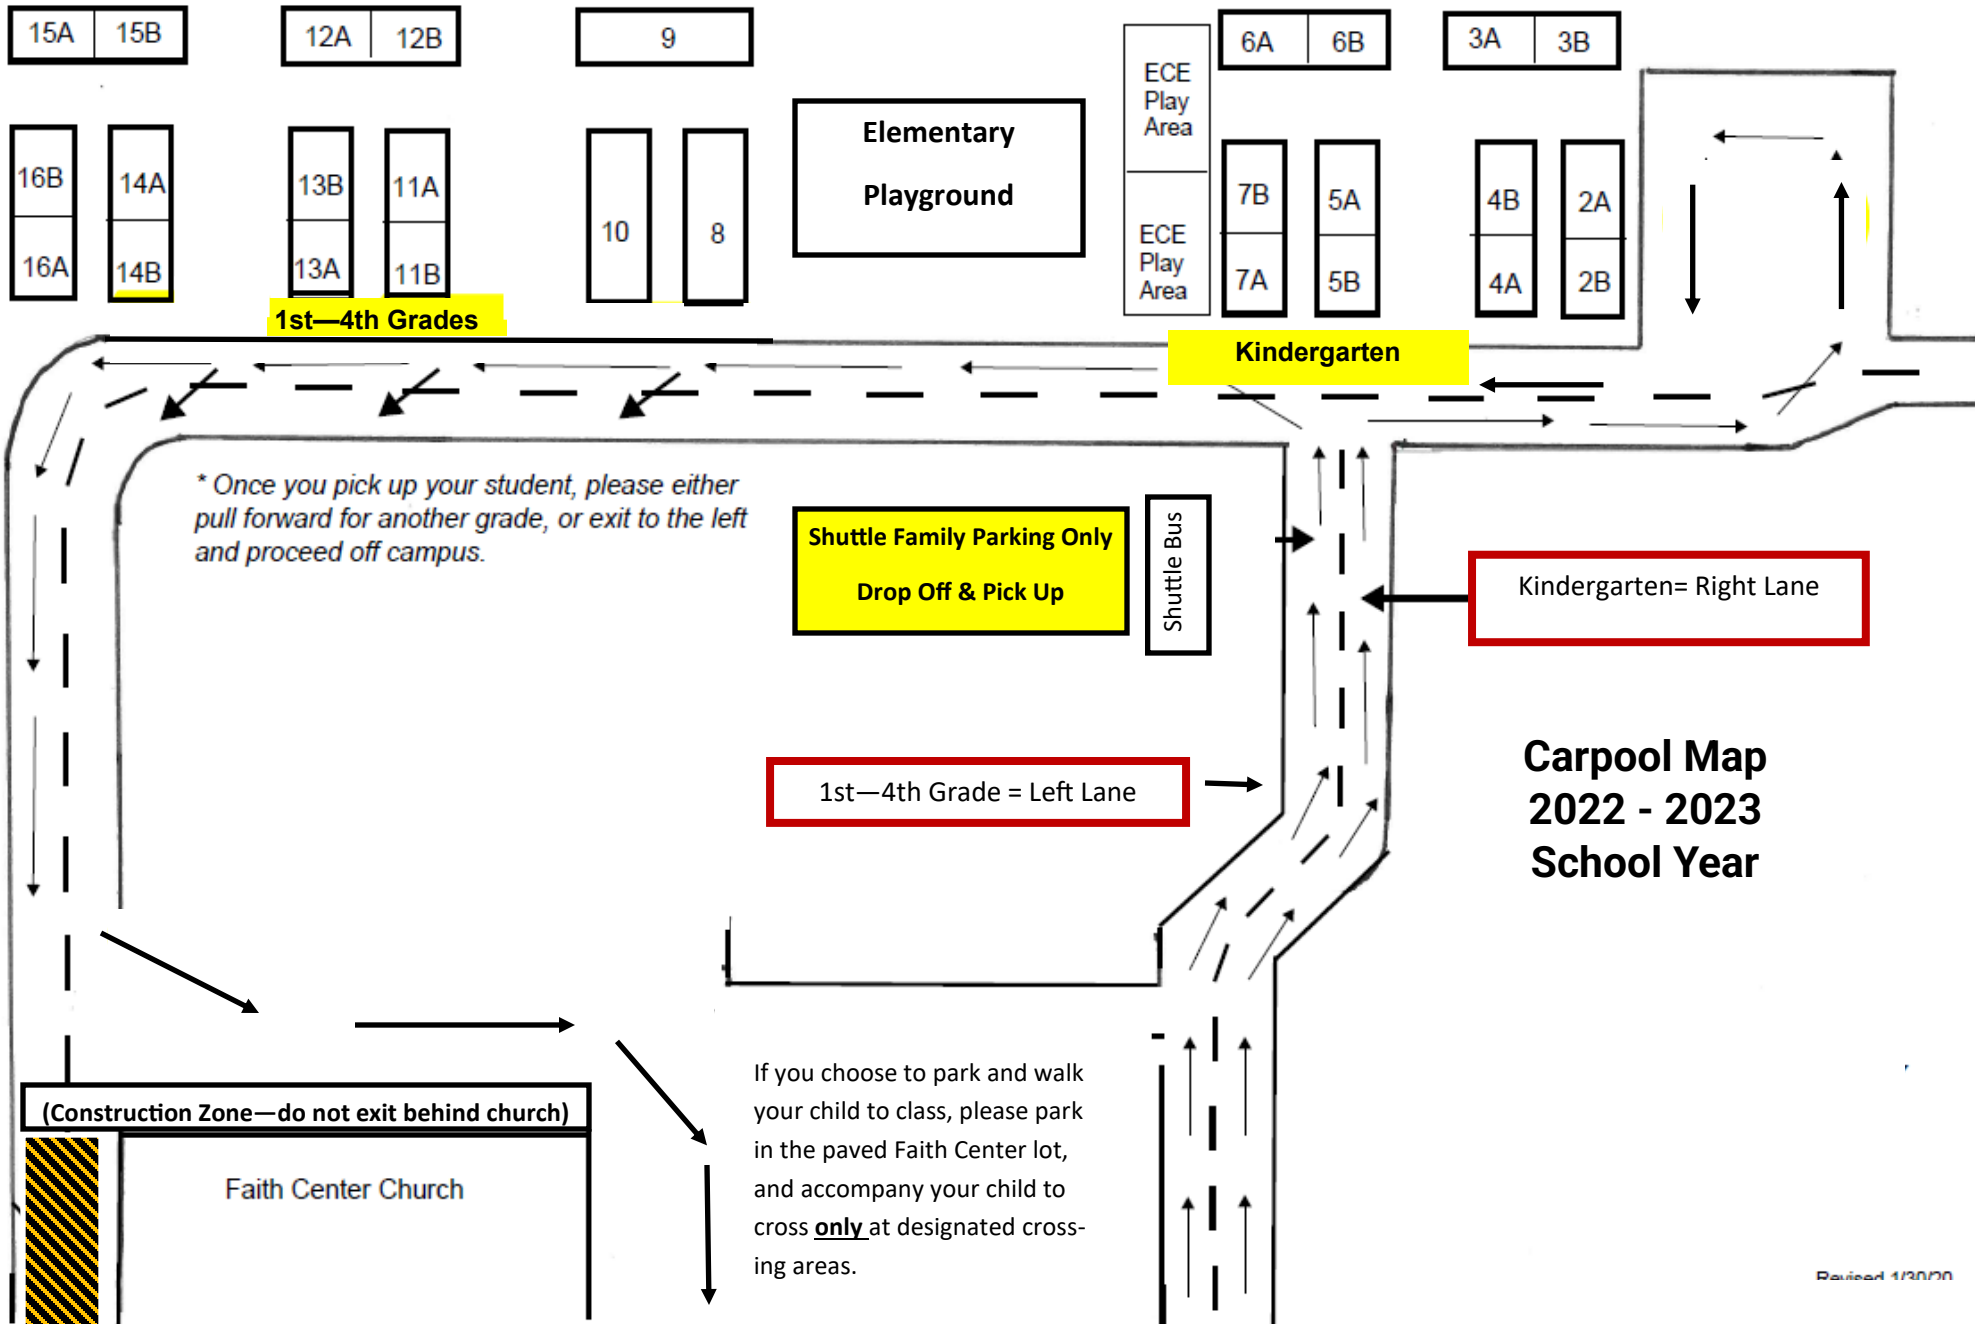 15A 15B
12A 12B
9
6A 6B
3A 3B
ECE
Play
Area
Elementary
Playground
16B
14A
13B
11A
10
8
7B
5A
4B
2A
ECE
Play
Area
16A
14B
13A
11B
7A
5B
4A
2B
1st—4th Grades
Kindergarten
* Once you pick up your student, please either
pull forward for another grade, or exit to the left
and proceed off campus.
Shuttle Family Parking Only
Drop Off & Pick Up
Shuttle Bus
Kindergarten= Right Lane
1st—4th Grade = Left Lane
Carpool Map
2022 - 2023
School Year
(Construction Zone—do not exit behind church)
Faith Center Church
If you choose to park and walk
your child to class, please park
in the paved Faith Center lot,
and accompany your child to
cross only at designated cross-
ing areas.
Revised 1/30/20